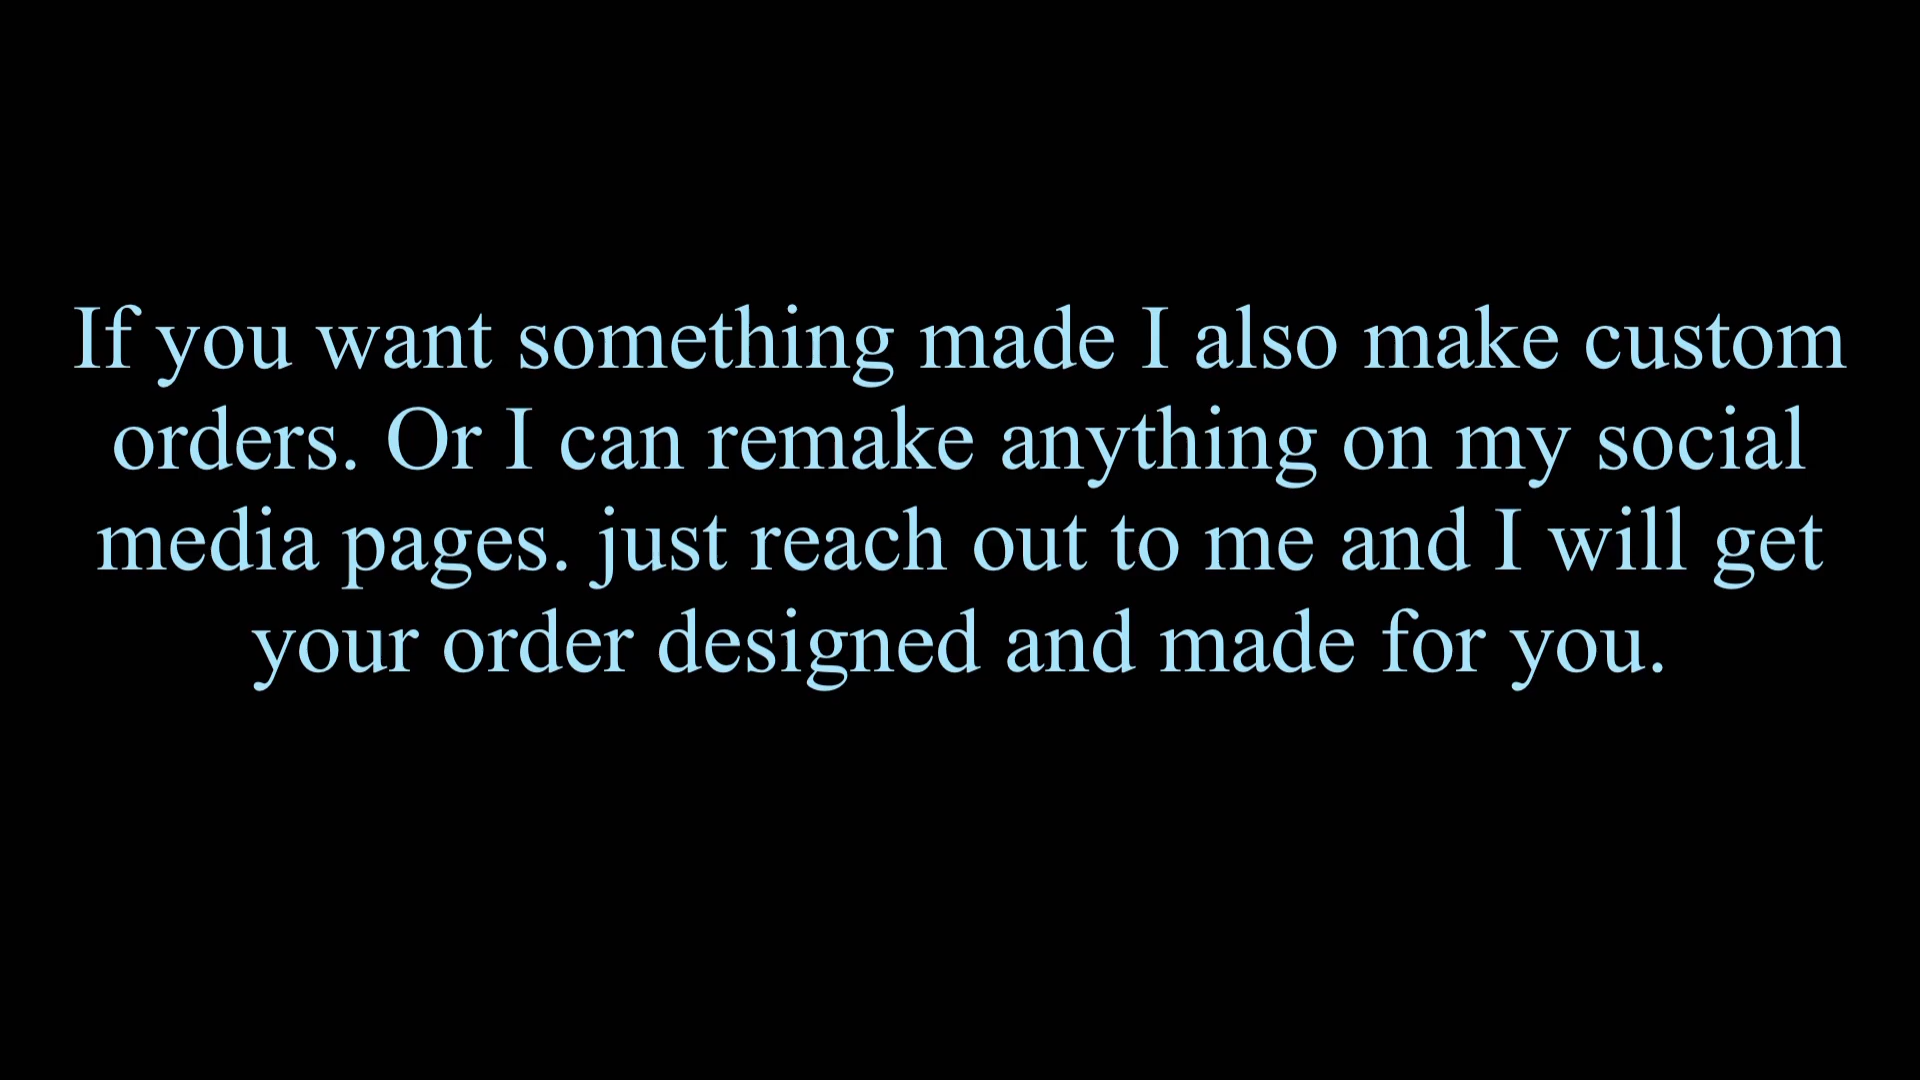 If you want something made I also make custom
orders. Or I can remake anything on my social
media pages. just reach out to me and I will get
your order designed and made for you.